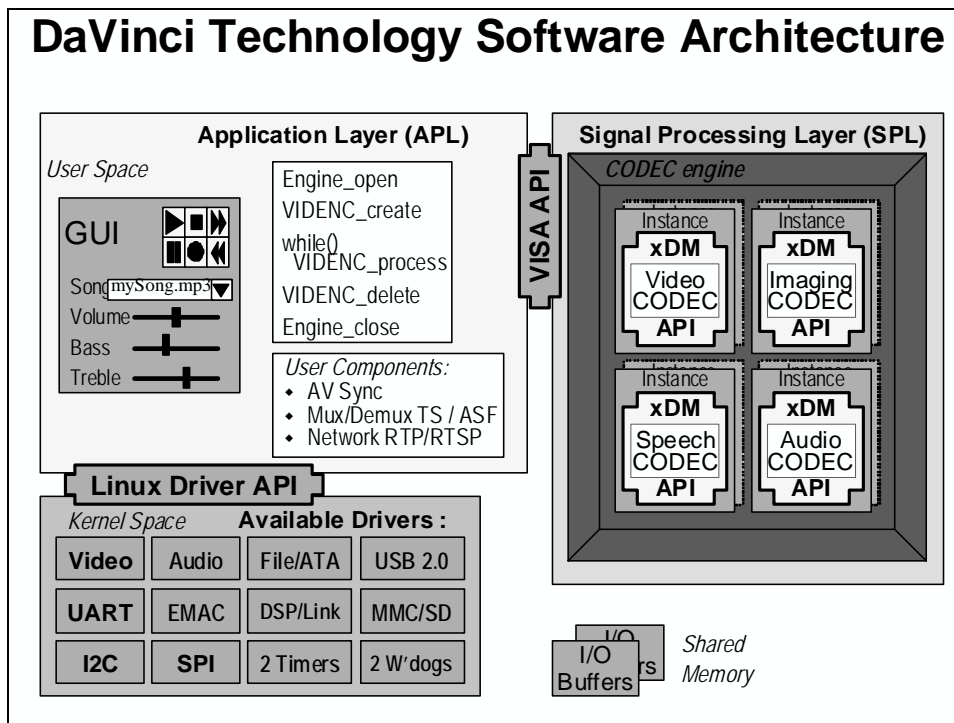 DaVinci Technology Software Architecture
Application Layer (APL)
User Space
GUI
Song mySong.mp3
Volume
Bass
Treble
Engine_open
VIDENC_create
while()
VIDENC_process
VIDENC_delete
Engine_close
User Components:
◆ AV Sync
◆ Mux/Demux TS / ASF
◆ Network RTP/RTSP
VISA API
Signal Processing Layer (SPL)
CODEC engine
Instance
xDM
Video
CODEC
API
Instance
xDM
Imaging
CODEC
API
Instance
xDM
Speech
CODEC
API
Instance
xDM
Audio
CODEC
API
Linux Driver API
Kernel Space
Available Drivers :
Video Audio File/ATA USB 2.0
UART EMAC DSP/Link MMC/SD
I2C SPI 2 Timers 2 W'dogs
I/O
rs
I/O
Buffers
Shared
Memory